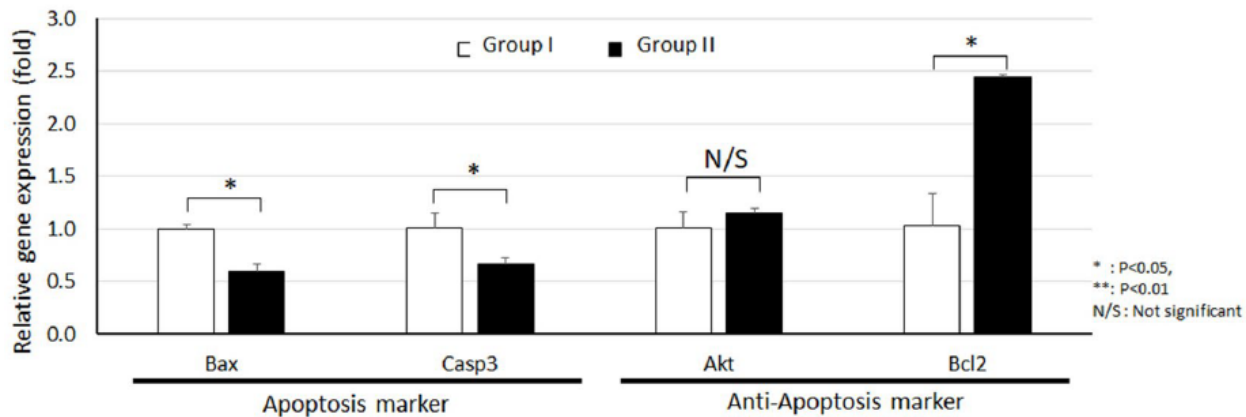 Relative gene expression (fold)
3.0
2.5
2.0
1.5
1.0
0.5
0.0
Group I
Group II
*
*
N/S
*
* : P<0.05,
**: P<0.01
N/S : Not significant
Bax
Casp3
Akt
Bcl2
Apoptosis marker
Anti-Apoptosis marker